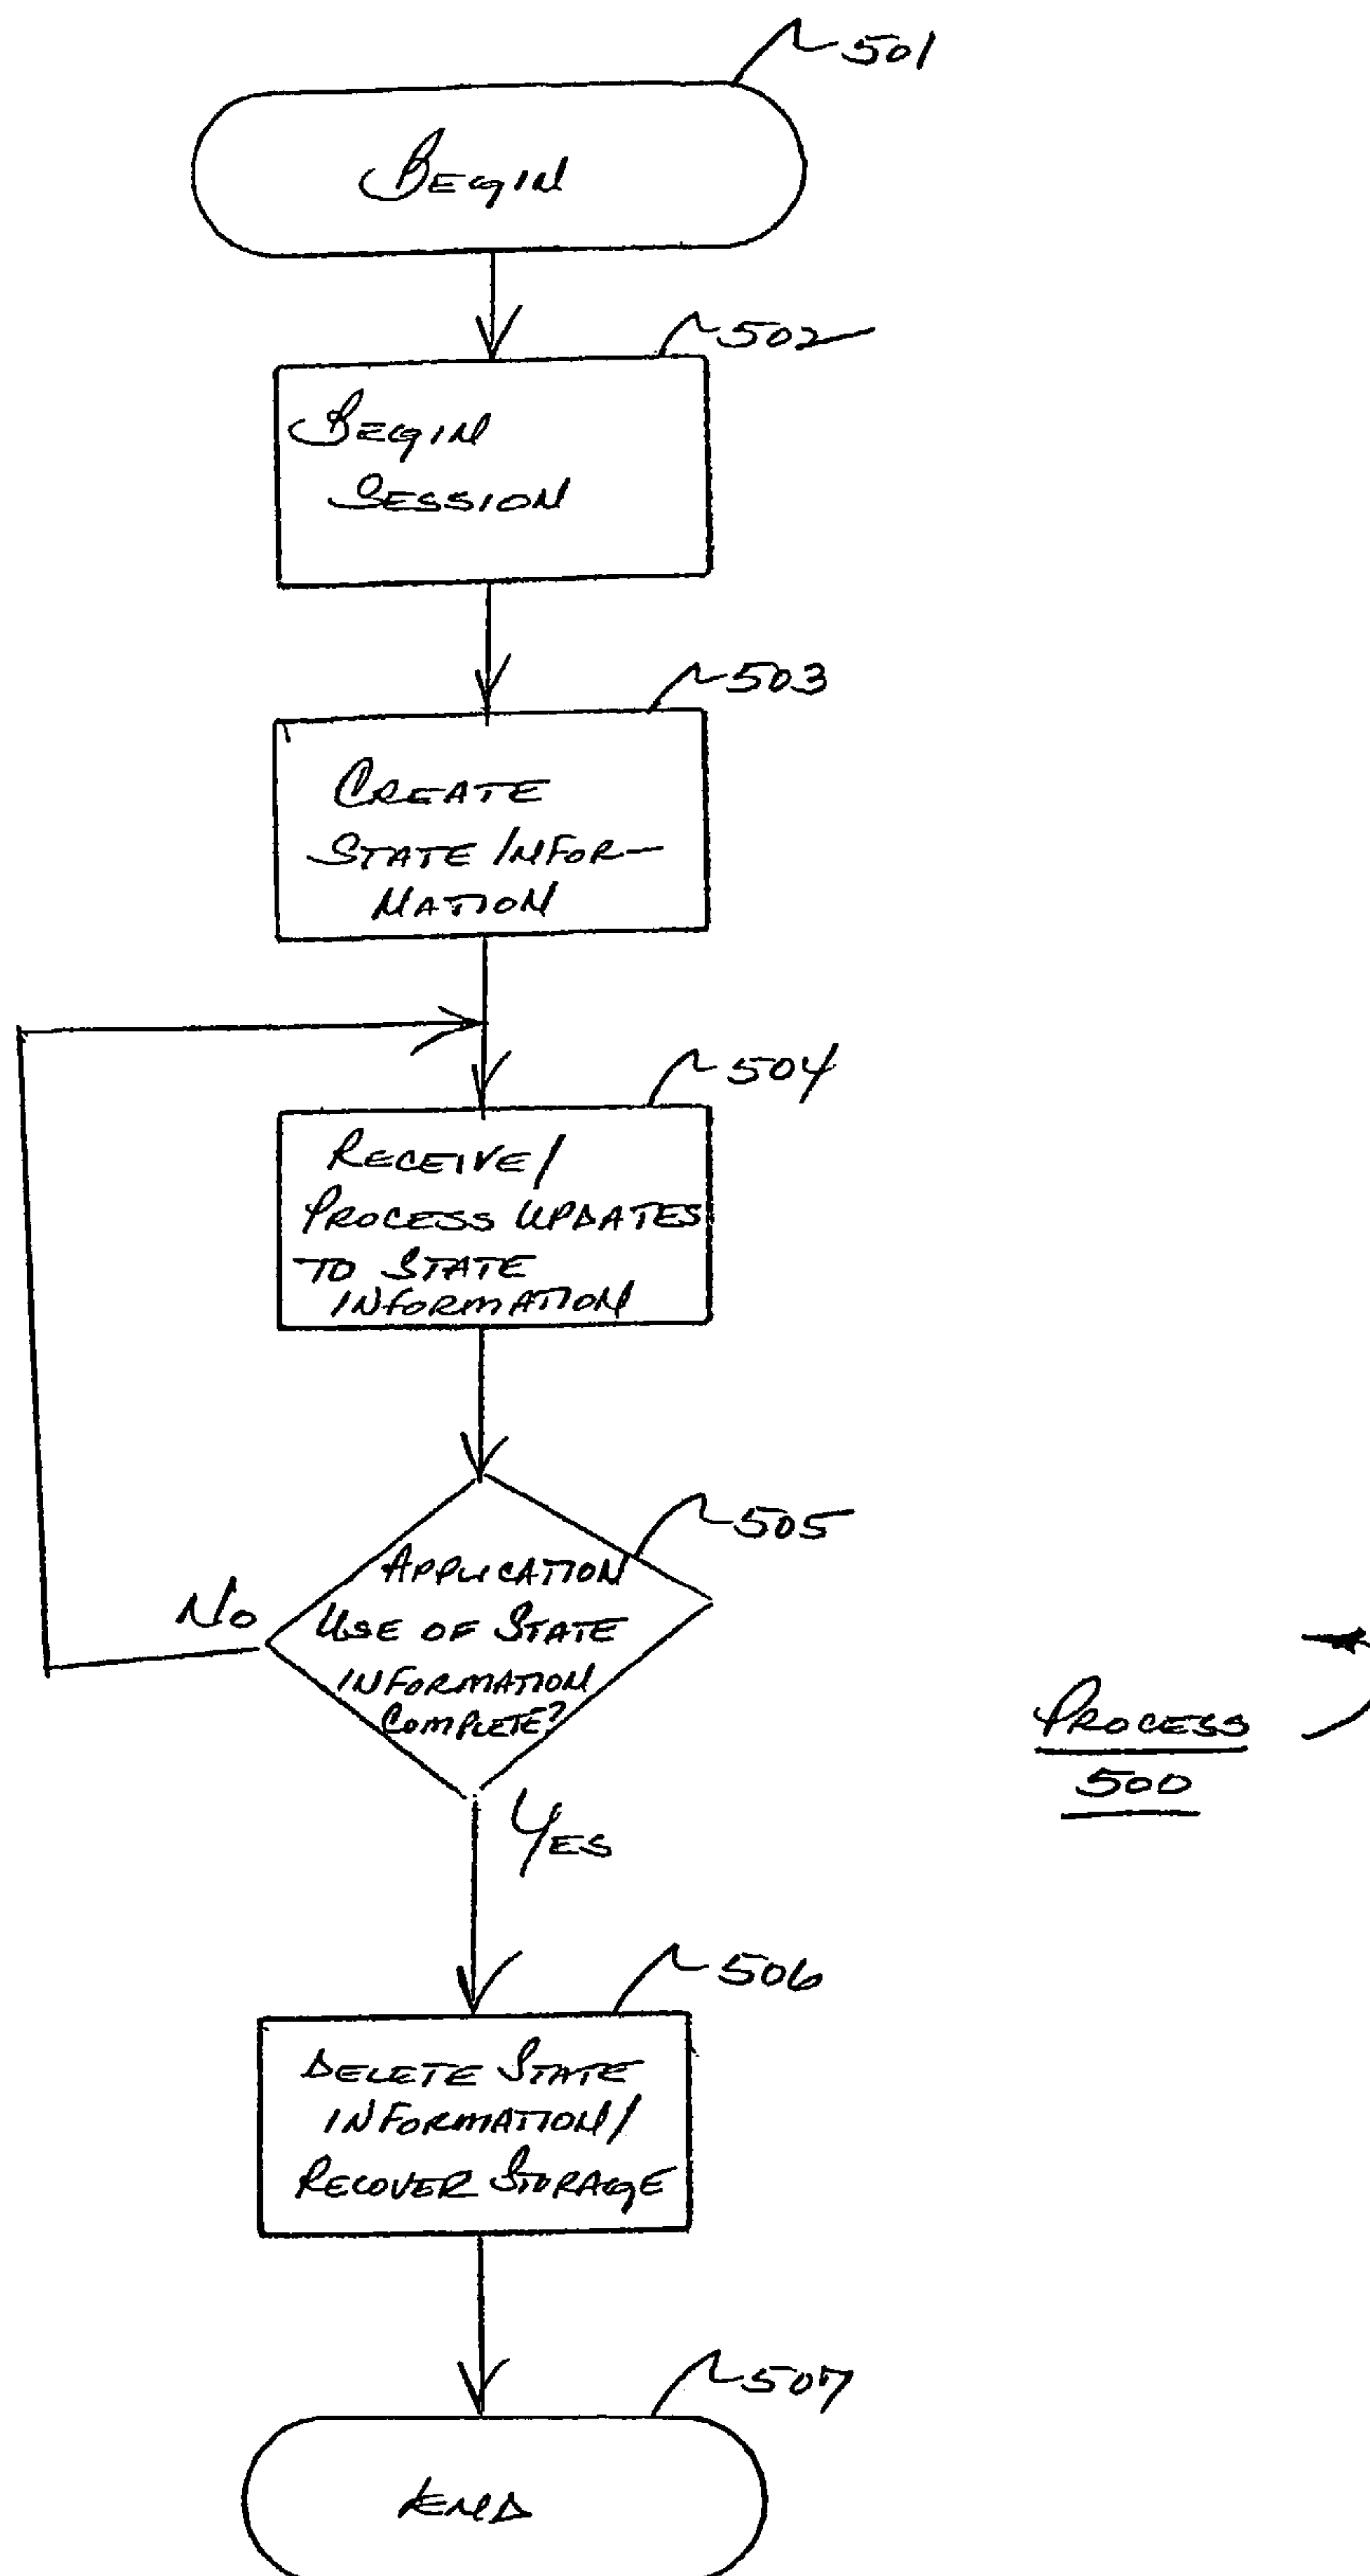 501
BEGIN
502
BEGIN
SESSION
503
CREATE
STATE INFOR-
MATION
504
RECEIVE/
PROCESS UPDATES
TO STATE
INFORMATION
505
APPLICATION
USE OF STATE
INFORMATION
COMPLETE?
NO
YES
PROCESS
500
506
DELETE STATE
INFORMATION/
RECOVER STORAGE
507
END